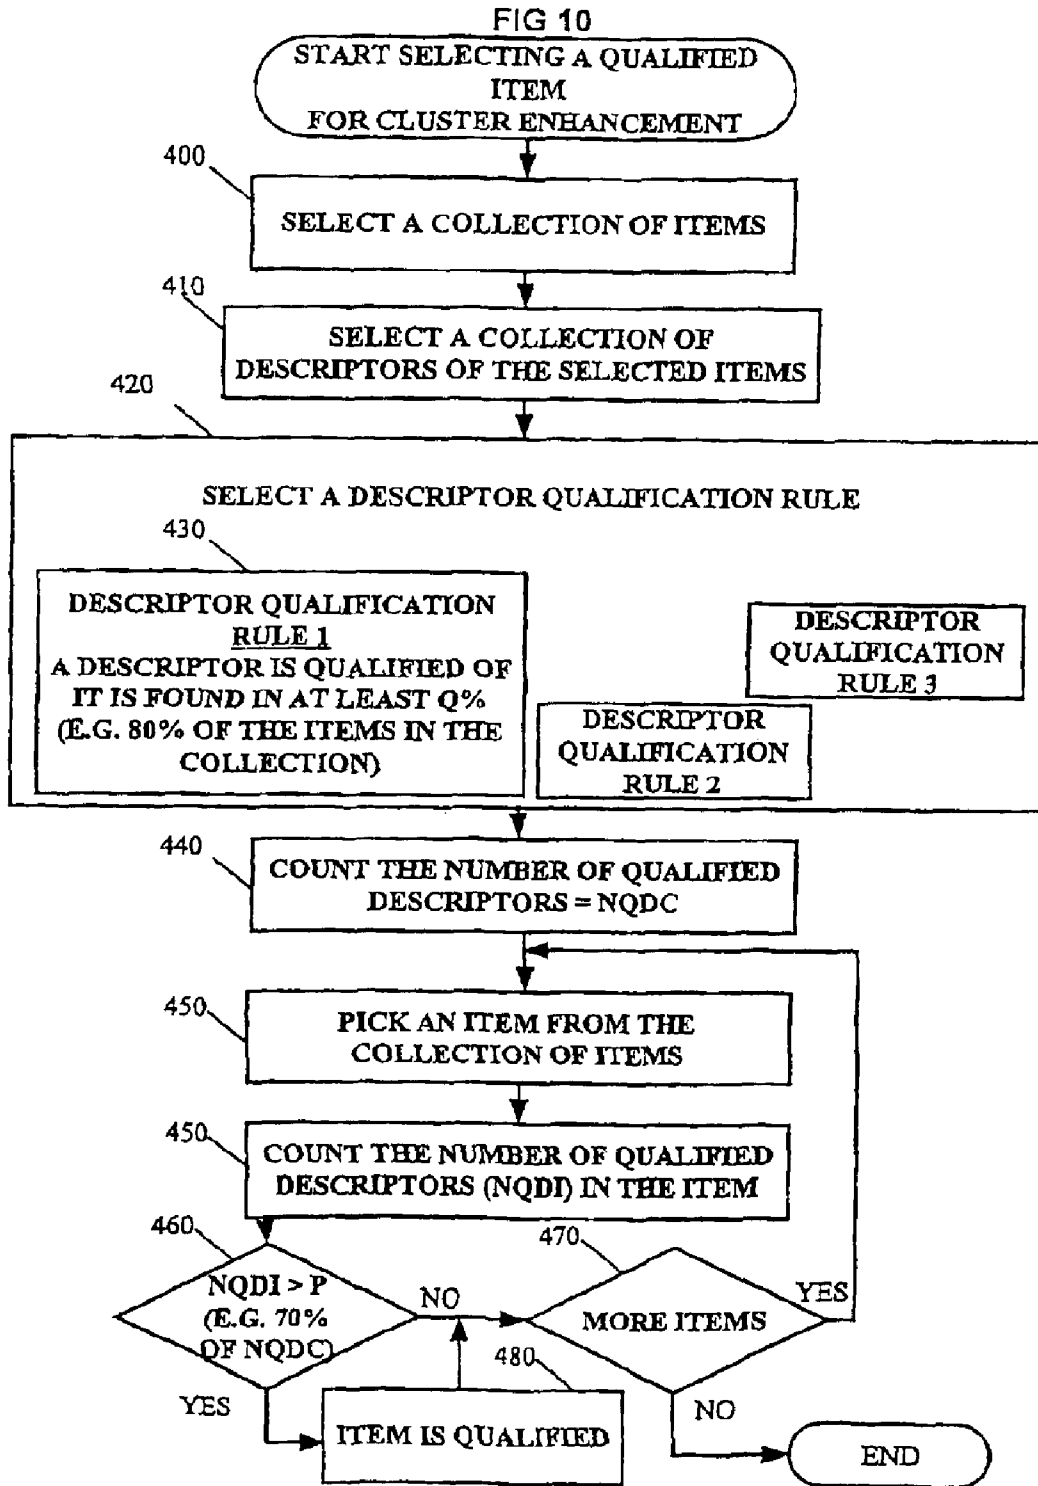 FIG 10
START SELECTING A QUALIFIED
ITEM
FOR CLUSTER ENHANCEMENT
400
SELECT A COLLECTION OF ITEMS
410
SELECT A COLLECTION OF
DESCRIPTORS OF THE SELECTED ITEMS
420
SELECT A DESCRIPTOR QUALIFICATION RULE
430
DESCRIPTOR QUALIFICATION
RULE 1
A DESCRIPTOR IS QUALIFIED OF
IT IS FOUND IN AT LEAST Q%
(E.G. 80% OF THE ITEMS IN THE
COLLECTION)
DESCRIPTOR
QUALIFICATION
RULE 2
DESCRIPTOR
QUALIFICATION
RULE 3
440
COUNT THE NUMBER OF QUALIFIED
DESCRIPTORS = NQDC
450
PICK AN ITEM FROM THE
COLLECTION OF ITEMS
450
COUNT THE NUMBER OF QUALIFIED
DESCRIPTORS (NQDI) IN THE ITEM
460
NQDI > P
(E.G. 70%
OF NQDC)
NO
YES
470
MORE ITEMS
YES
NO
480
ITEM IS QUALIFIED
END